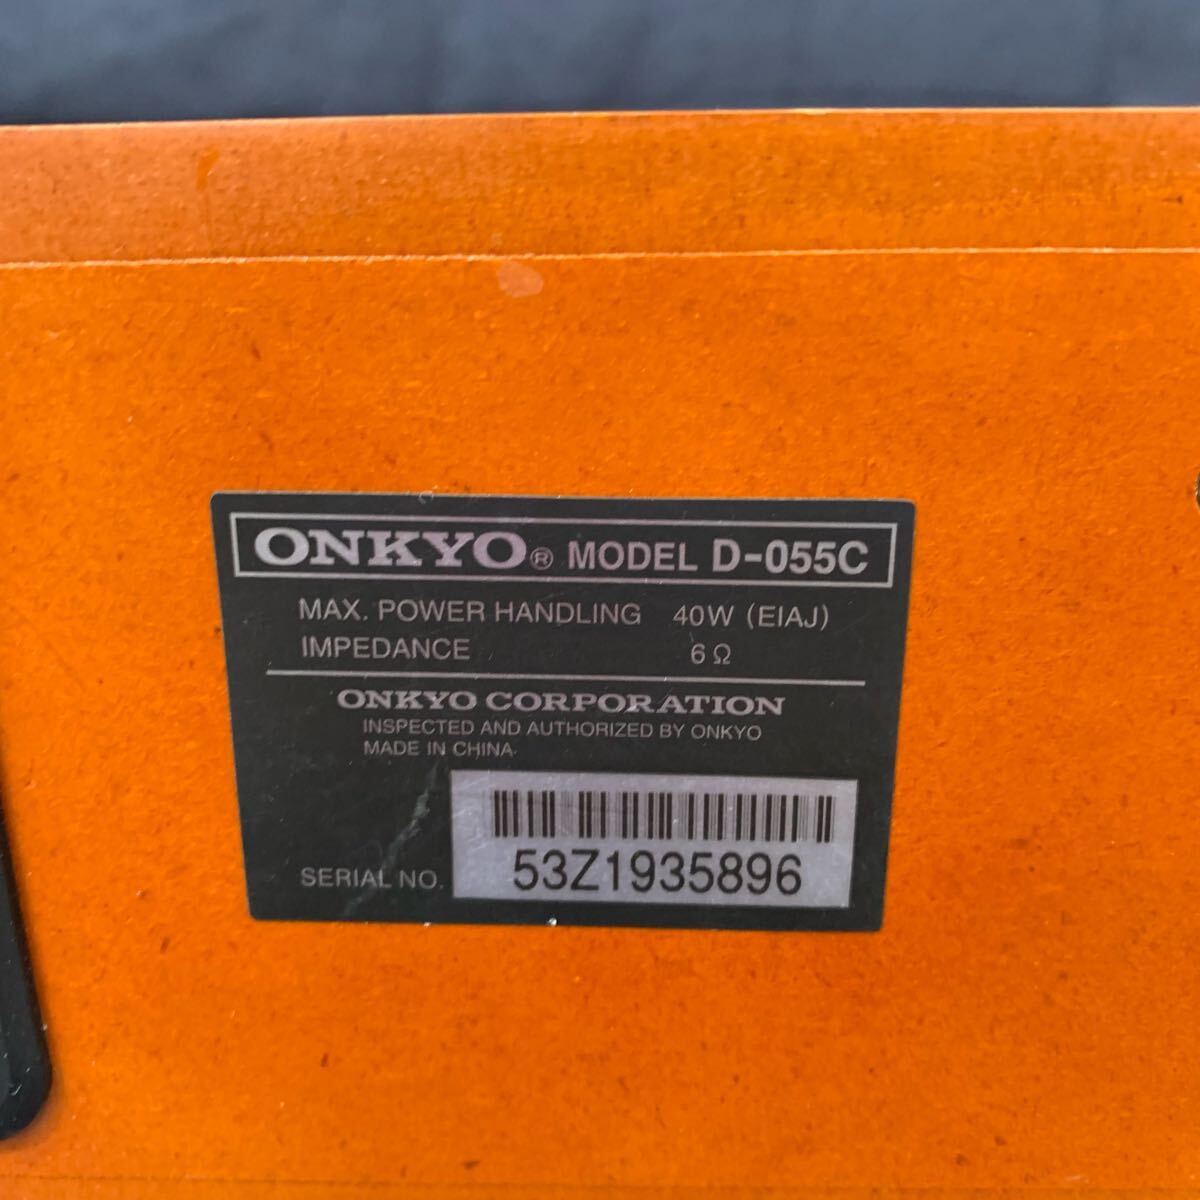 ONKYO® MODEL D-055C
MAX. POWER HANDLING 40W (EIAJ)
IMPEDANCE 6Ω
ONKYO CORPORATION
INSPECTED AND AUTHORIZED BY ONKYO
MADE IN CHINA
SERIAL NO. 53Z1935896